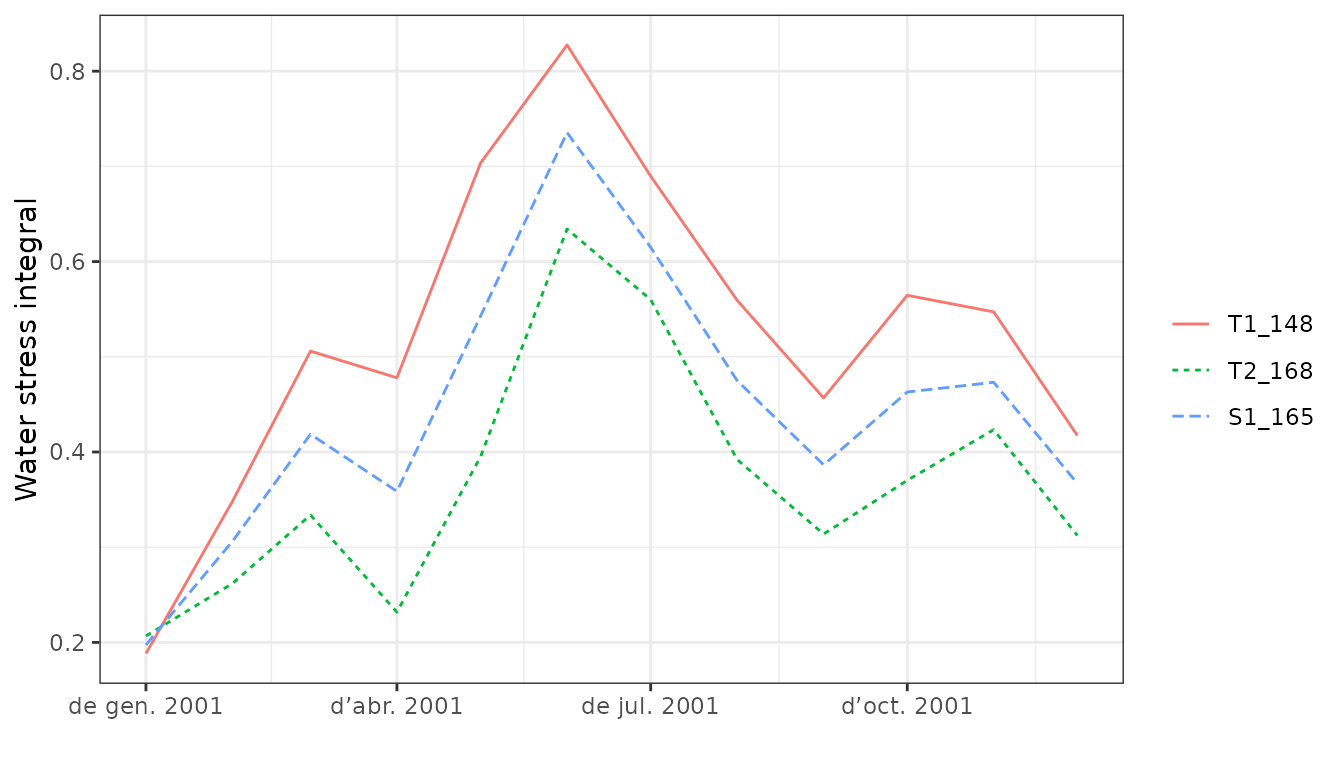 Water stress integral
0.8
0.6
0.4
0.2
de gen. 2001
d’abr. 2001
de jul. 2001
d’oct. 2001
T1_148
T2_168
S1_165